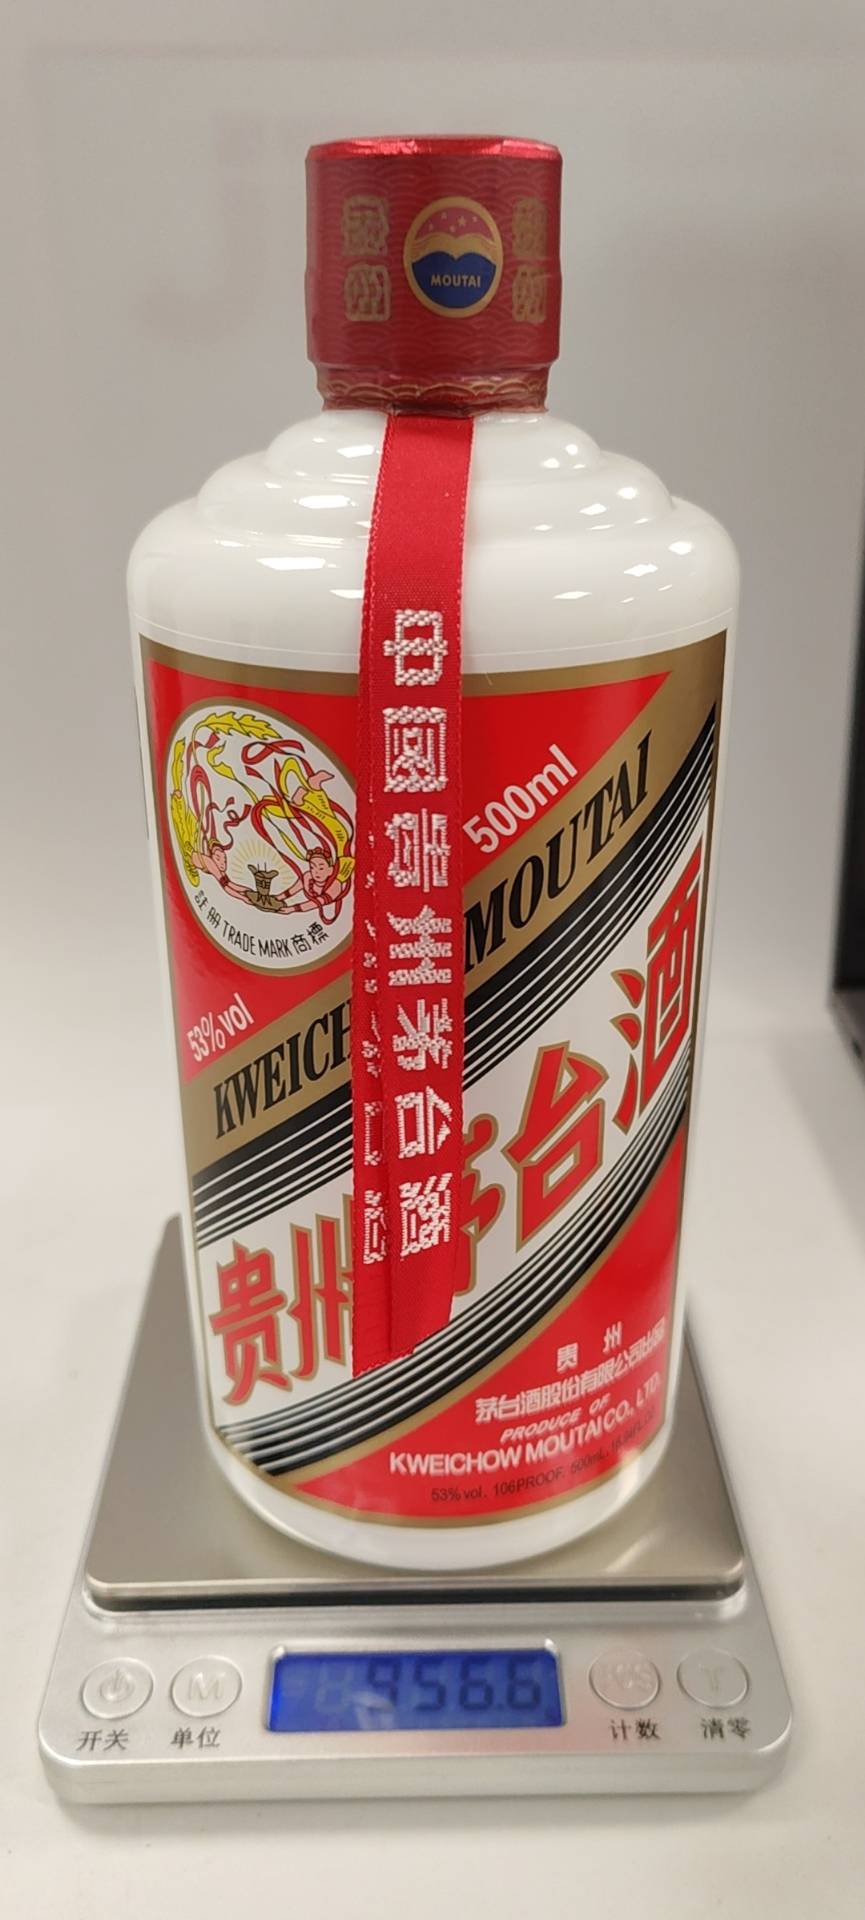 MOUTAI
中国贵州茅台酒
500ml
註冊 TRADE MARK 商標
53%vol
KWEICH MOUTAI
贵州茅台酒
贵 州
茅台酒股份有限公司出品
PRODUCE OF
KWEICHOW MOUTAI CO., LTD.
53% vol. 106PROOF. 500mL.
956.6
M T
开关 单位 计数 清零